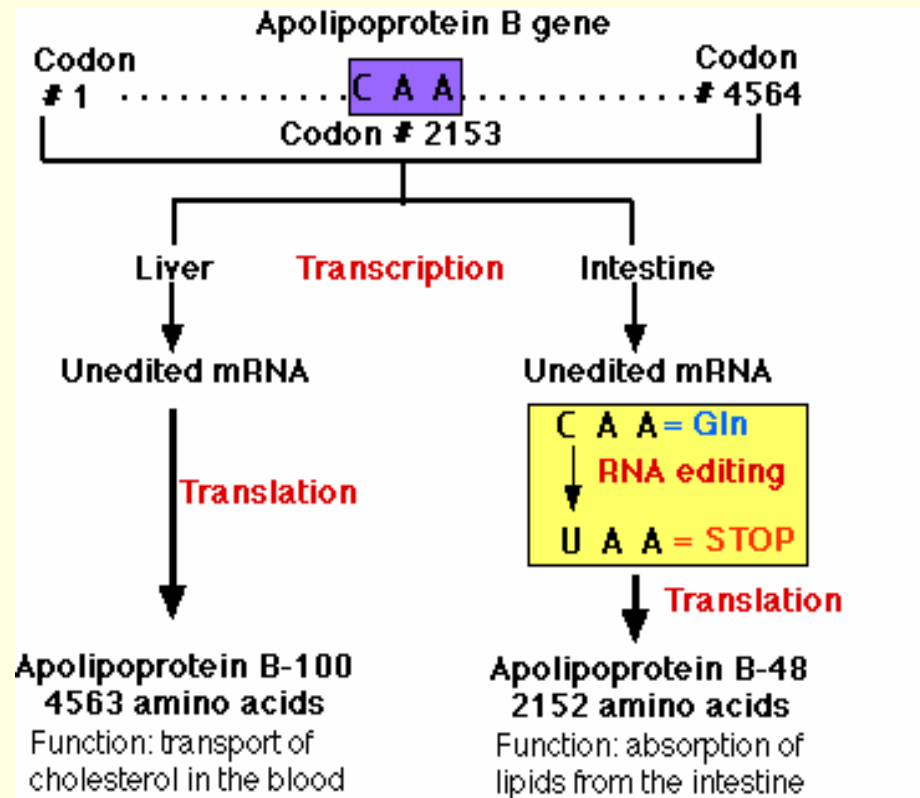 Apolipoprotein B gene
Codon # 1 . . . . . . . . . . . . . . C A A . . . . . . . . . . . . . . Codon # 4564
Codon # 2153
Liver Transcription Intestine
Unedited mRNA Unedited mRNA
C A A = Gln
RNA editing
U A A = STOP
Translation
Translation
Apolipoprotein B-100
4563 amino acids
Function: transport of
cholesterol in the blood
Apolipoprotein B-48
2152 amino acids
Function: absorption of
lipids from the intestine